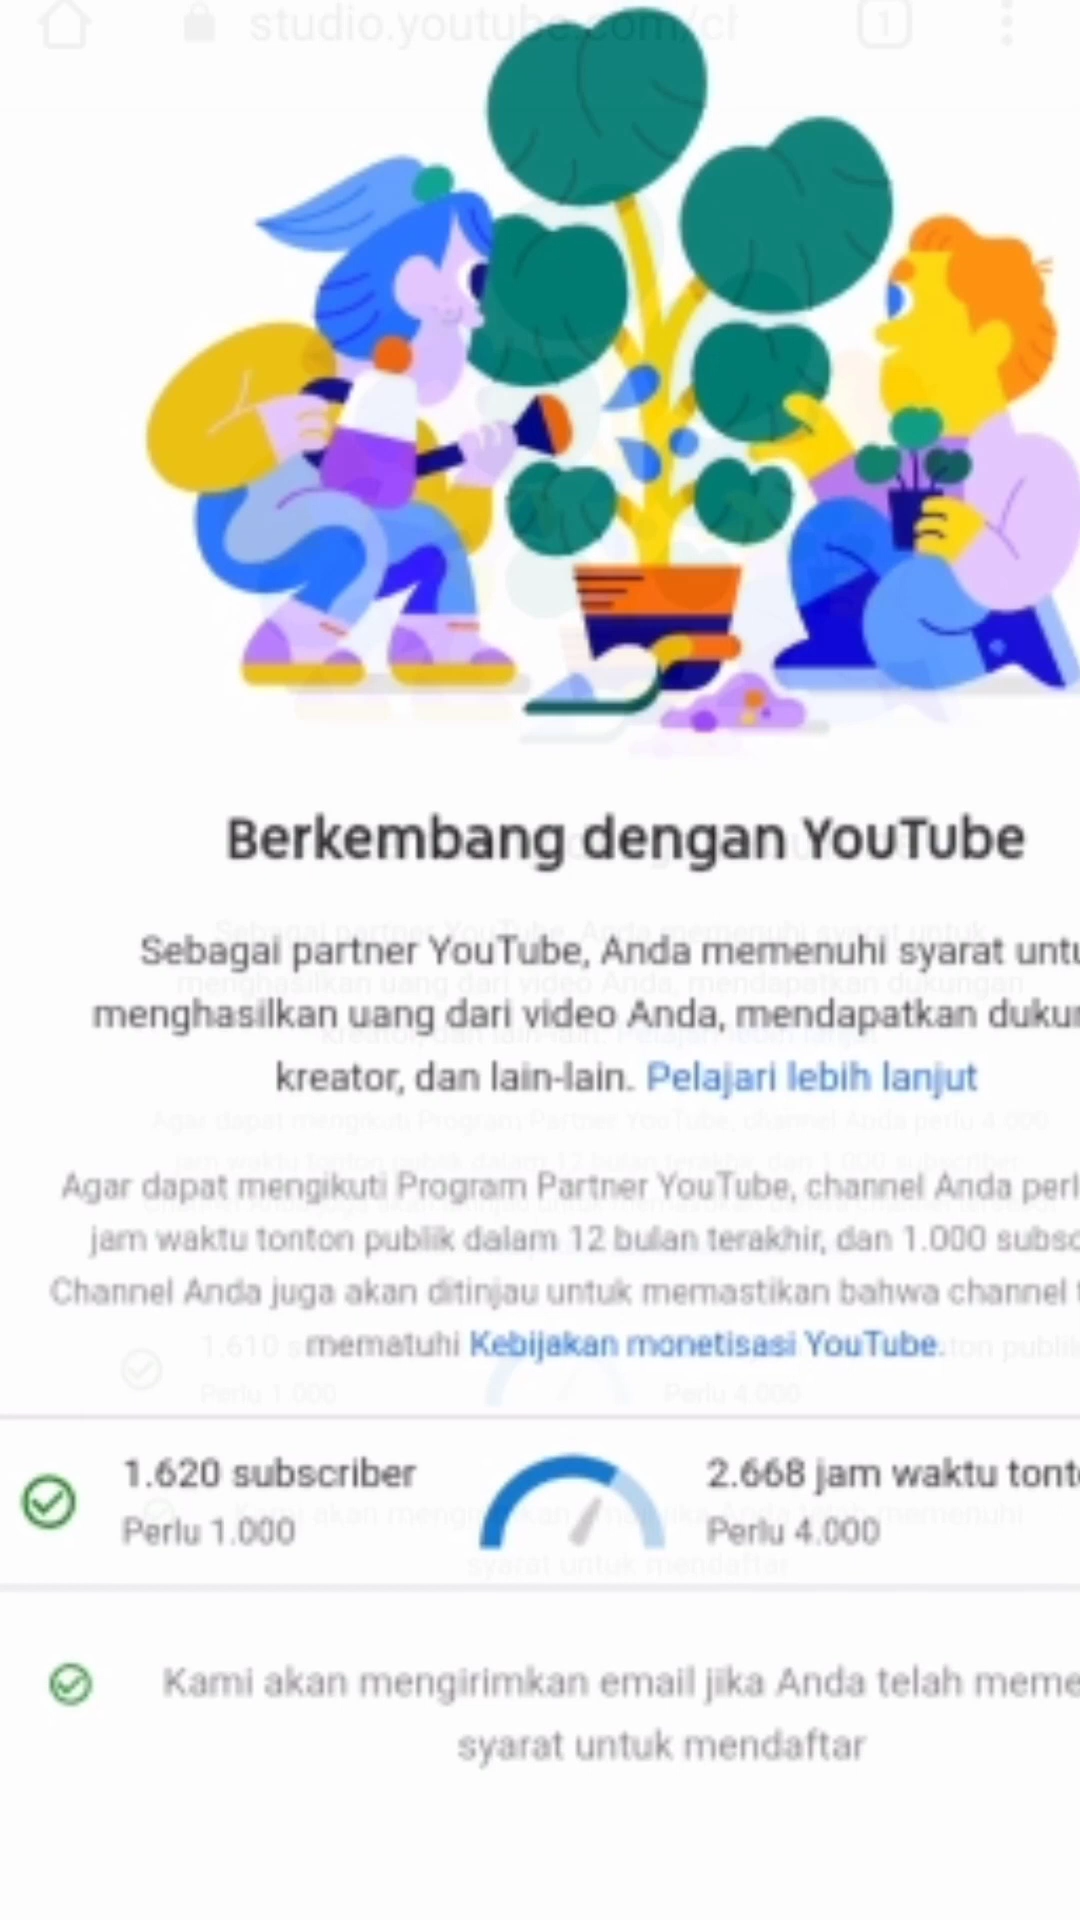 studio.youtube.com/cl
1
Berkembang dengan YouTube
Sebagai partner YouTube, Anda memenuhi syarat untu
menghasilkan uang dari video Anda, mendapatkan duku
kreator, dan lain-lain. Pelajari lebih lanjut
Agar dapat mengikuti Program Partner YouTube, channel Anda perl
jam waktu tonton publik dalam 12 bulan terakhir, dan 1.000 subsc
Channel Anda juga akan ditinjau untuk memastikan bahwa channel t
mematuhi Kebijakan monetisasi YouTube.
1.620 subscriber
Perlu 1.000
2.668 jam waktu tont
Perlu 4.000
Kami akan mengirimkan email jika Anda telah meme
syarat untuk mendaftar